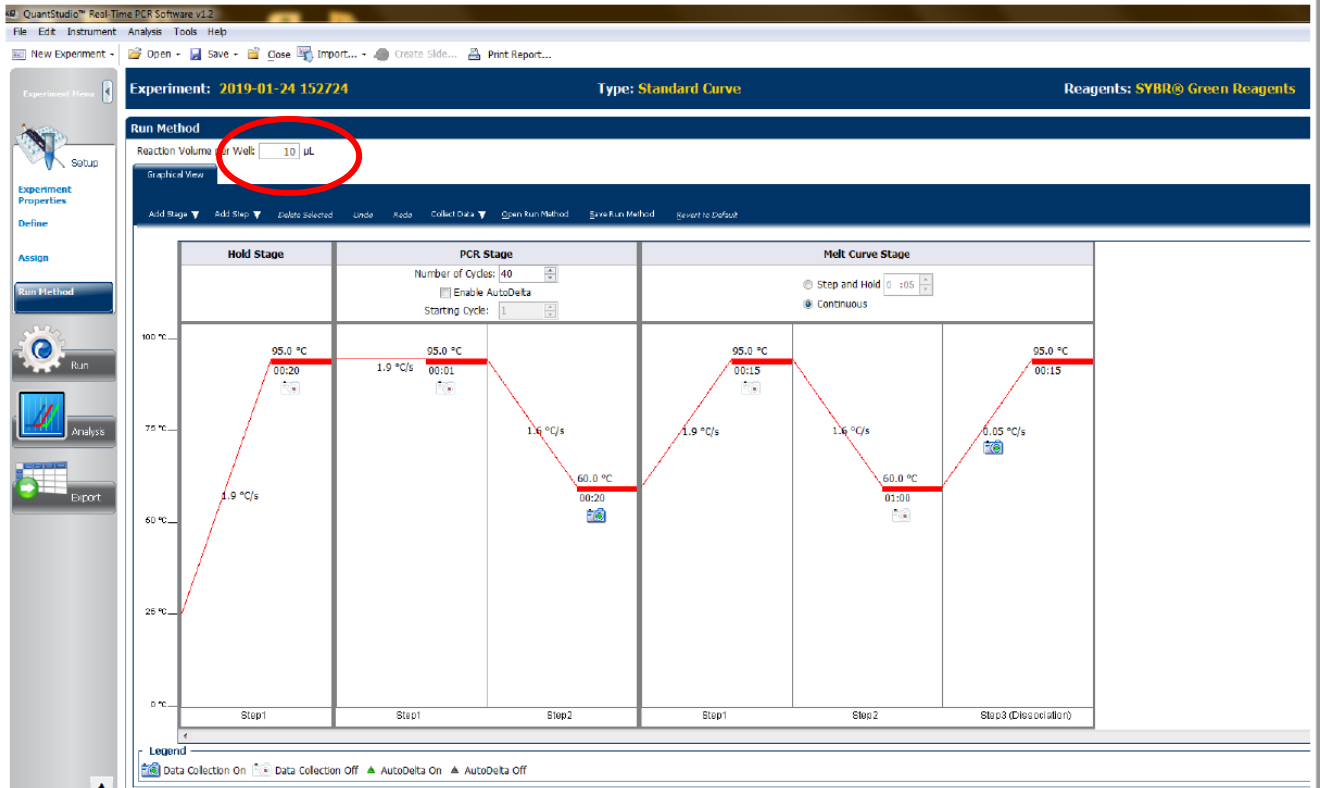 QuantStudio™ Real-Time PCR Software v1.2
File Edit Instrument Analysis Tools Help
New Experiment Open Save Close Import... Create Slide... Print Report...
Experiment Menu
Experiment: 2019-01-24 152724 Type: Standard Curve Reagents: SYBR® Green Reagents
Run Method
Reaction Volume per Well: 10 µL
Graphical View
Setup
Experiment
Properties
Define
Assign
Run Method
Run
Analysis
Export
Add Stage ▼ Add Step ▼ Delete Selected Undo Redo Collect Data ▼ Open Run Method Save Run Method Revert to Default
Hold Stage PCR Stage Melt Curve Stage
Number of Cycles: 40
Enable AutoDelta
Starting Cycle: 1
Step and Hold 0 :05
Continuous
100 °C
95.0 °C 95.0 °C 95.0 °C 95.0 °C
00:20 1.9 °C/s 00:01 00:15 00:15
75 °C 1.6 °C/s 1.9 °C/s 1.6 °C/s 0.05 °C/s
60.0 °C 60.0 °C
1.9 °C/s 00:20 01:00
50 °C
25 °C
0 °C
Step1 Step1 Step2 Step1 Step2 Step3 (Dissociation)
Legend
Data Collection On Data Collection Off AutoDelta On AutoDelta Off